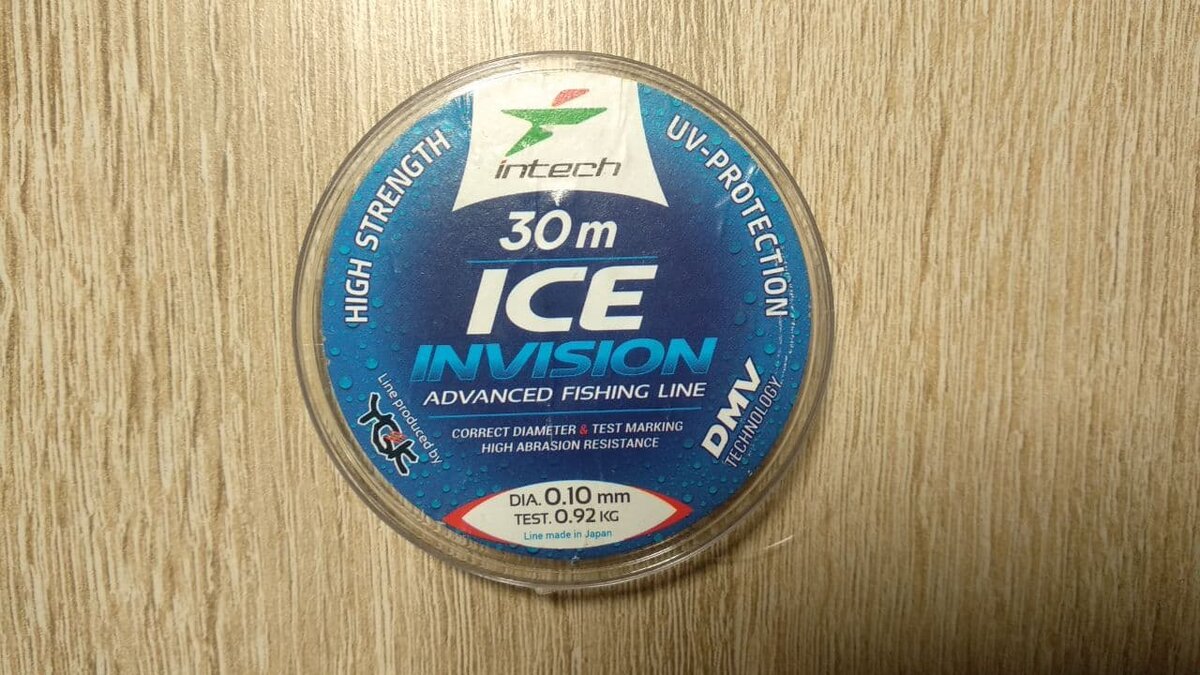 intech
HIGH STRENGTH
UV-PROTECTION
30 m
ICE
INVISION
ADVANCED FISHING LINE
CORRECT DIAMETER & TEST MARKING
HIGH ABRASION RESISTANCE
Line produced by
YGK
DMV
TECHNOLOGY
DIA. 0.10 mm
TEST. 0.92 KG
Line made in Japan